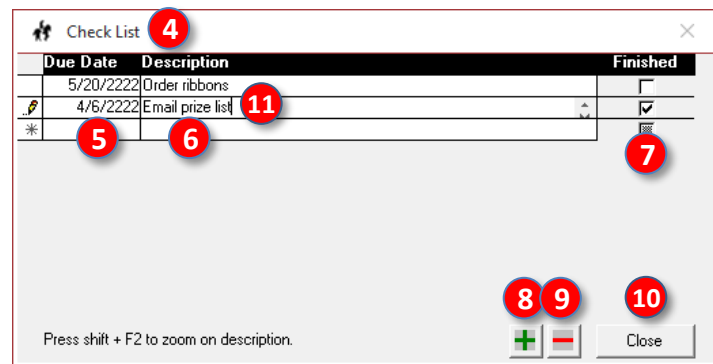 Check List 4
Due Date Description Finished
5/20/2222 Order ribbons
4/6/2222 Email prize list 11
5 6 7
8 9 10
Press shift + F2 to zoom on description. Close